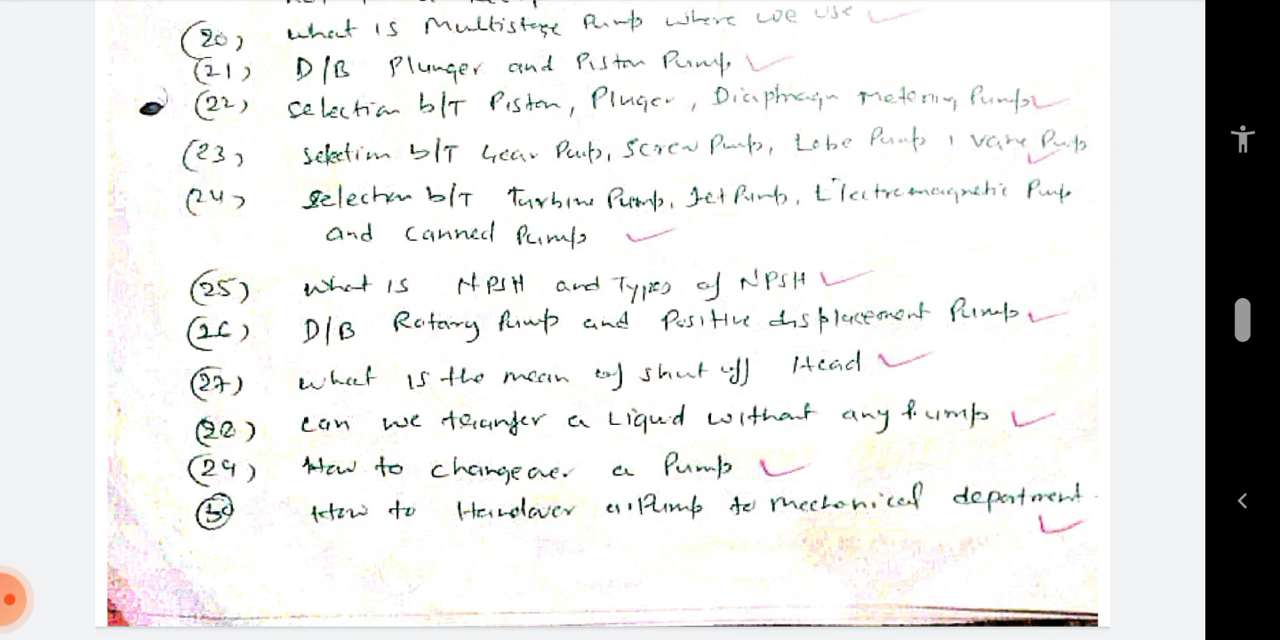 (20) what is Multistage Pump where we use
(21) D/B Plunger and Piston Pump
(22) selection b/T Piston, Pluger, Diaphragn metering Pump
(23) selection b/T Gear Pump, Screw Pump, Lobe Pump, Vane Pump
(24) selection b/T Turbine Pump, Jet Pump, Electromagnetic Pump
and canned Pump
(25) what is NPSH and Types of NPSH
(26) D/B Rotary Pump and Positive displacement Pump
(27) what is the mean of shut off Head
(28) can we tranfer a Liqud without any Pump
(29) How to changeover a Pump
(30) How to Handover a Pump to mechanical department.